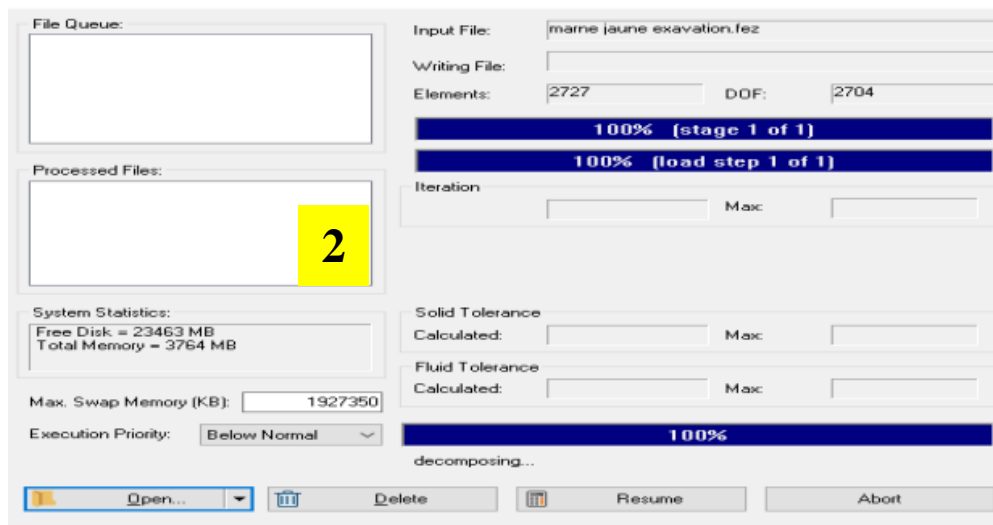 File Queue:
Processed Files:
2
System Statistics:
Free Disk = 23463 MB
Total Memory = 3764 MB
Max. Swap Memory (KB): 1927350
Execution Priority: Below Normal
Input File: marne jaune exavation.fez
Writing File:
Elements: 2727 DOF: 2704
100% (stage 1 of 1)
100% (load step 1 of 1)
Iteration
Max:
Solid Tolerance
Calculated: Max:
Fluid Tolerance
Calculated: Max:
100%
decomposing...
Open... Delete Resume Abort